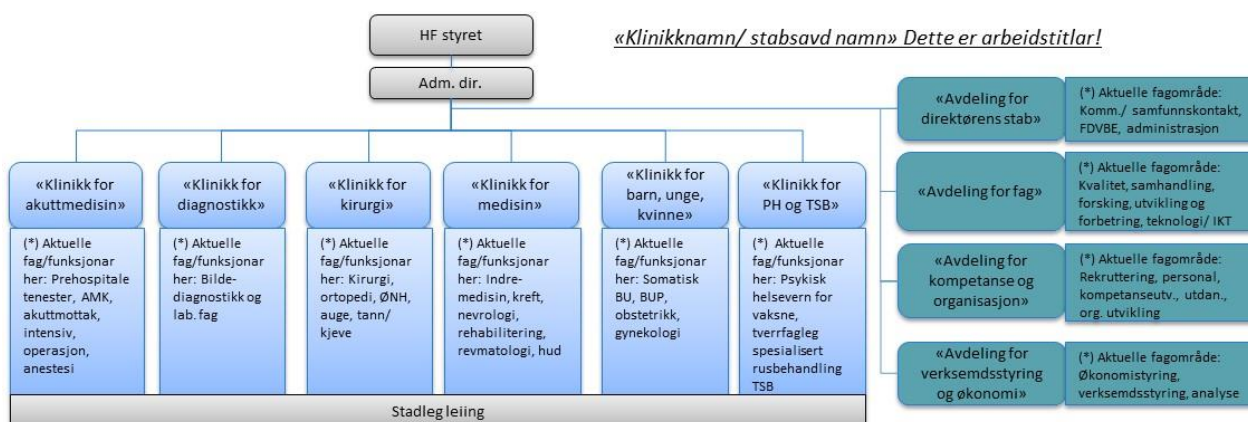 HF styret
«Klinikknamn/ stabsavd namn» Dette er arbeidstitlar!
Adm. dir.
«Avdeling for
direktørens stab»
(*) Aktuelle fagområde:
Komm./ samfunnskontakt,
FDVBE, administrasjon
«Klinikk for
akuttmedisin»
«Klinikk for
diagnostikk»
«Klinikk for
kirurgi»
«Klinikk for
medisin»
«Klinikk for
barn, unge,
kvinne»
«Klinikk for
PH og TSB»
«Avdeling for fag»
(*) Aktuelle fagområde:
Kvalitet, samhandling,
forsking, utvikling og
forbetring, teknologi/ IKT
(*) Aktuelle
fag/funksjonar
her: Prehospitale
tenester, AMK,
akuttmottak,
intensiv,
operasjon,
anestesi
(*) Aktuelle
fag/funksjonar
her: Bilde-
diagnostikk og
lab. fag
(*) Aktuelle
fag/funksjonar
her: Kirurgi,
ortopedi, ØNH,
auge, tann/
kjeve
(*) Aktuelle
fag/funksjonar
her: Indre-
medisin, kreft,
nevrologi,
rehabilitering,
revmatologi, hud
(*) Aktuelle
fag/funksjonar
her: Somatisk
BU, BUP,
obstetrikk,
gynekologi
(*) Aktuelle
fag/funksjonar
her: Psykisk
helsevern for
vaksne,
tverrfagleg
spesialisert
rusbehandling
TSB
«Avdeling for
kompetanse og
organisasjon»
(*) Aktuelle fagområde:
Rekruttering, personal,
kompetanseutv., utdan.,
org. utvikling
«Avdeling for
verksemdsstyring
og økonomi»
(*) Aktuelle fagområde:
Økonomistyring,
verksemdsstyring, analyse
Stadleg leiing